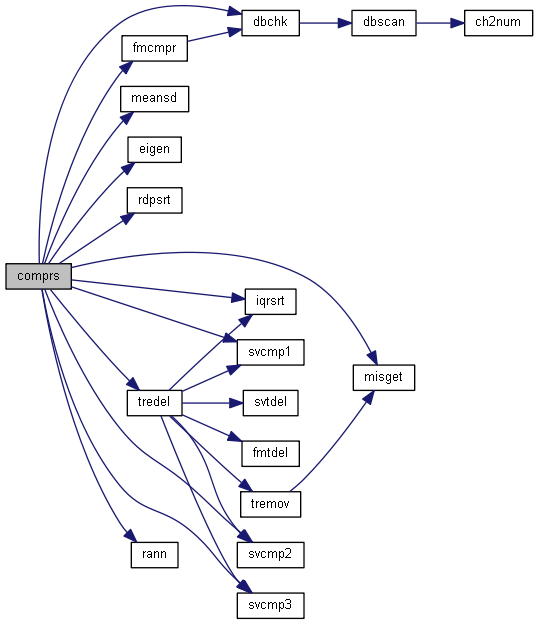 dbchk
dbscan
ch2num
fmcmpr
meansd
eigen
rdpsrt
comprs
iqrsrt
svcmp1
misget
tredel
svtdel
fmtdel
tremov
rann
svcmp2
svcmp3